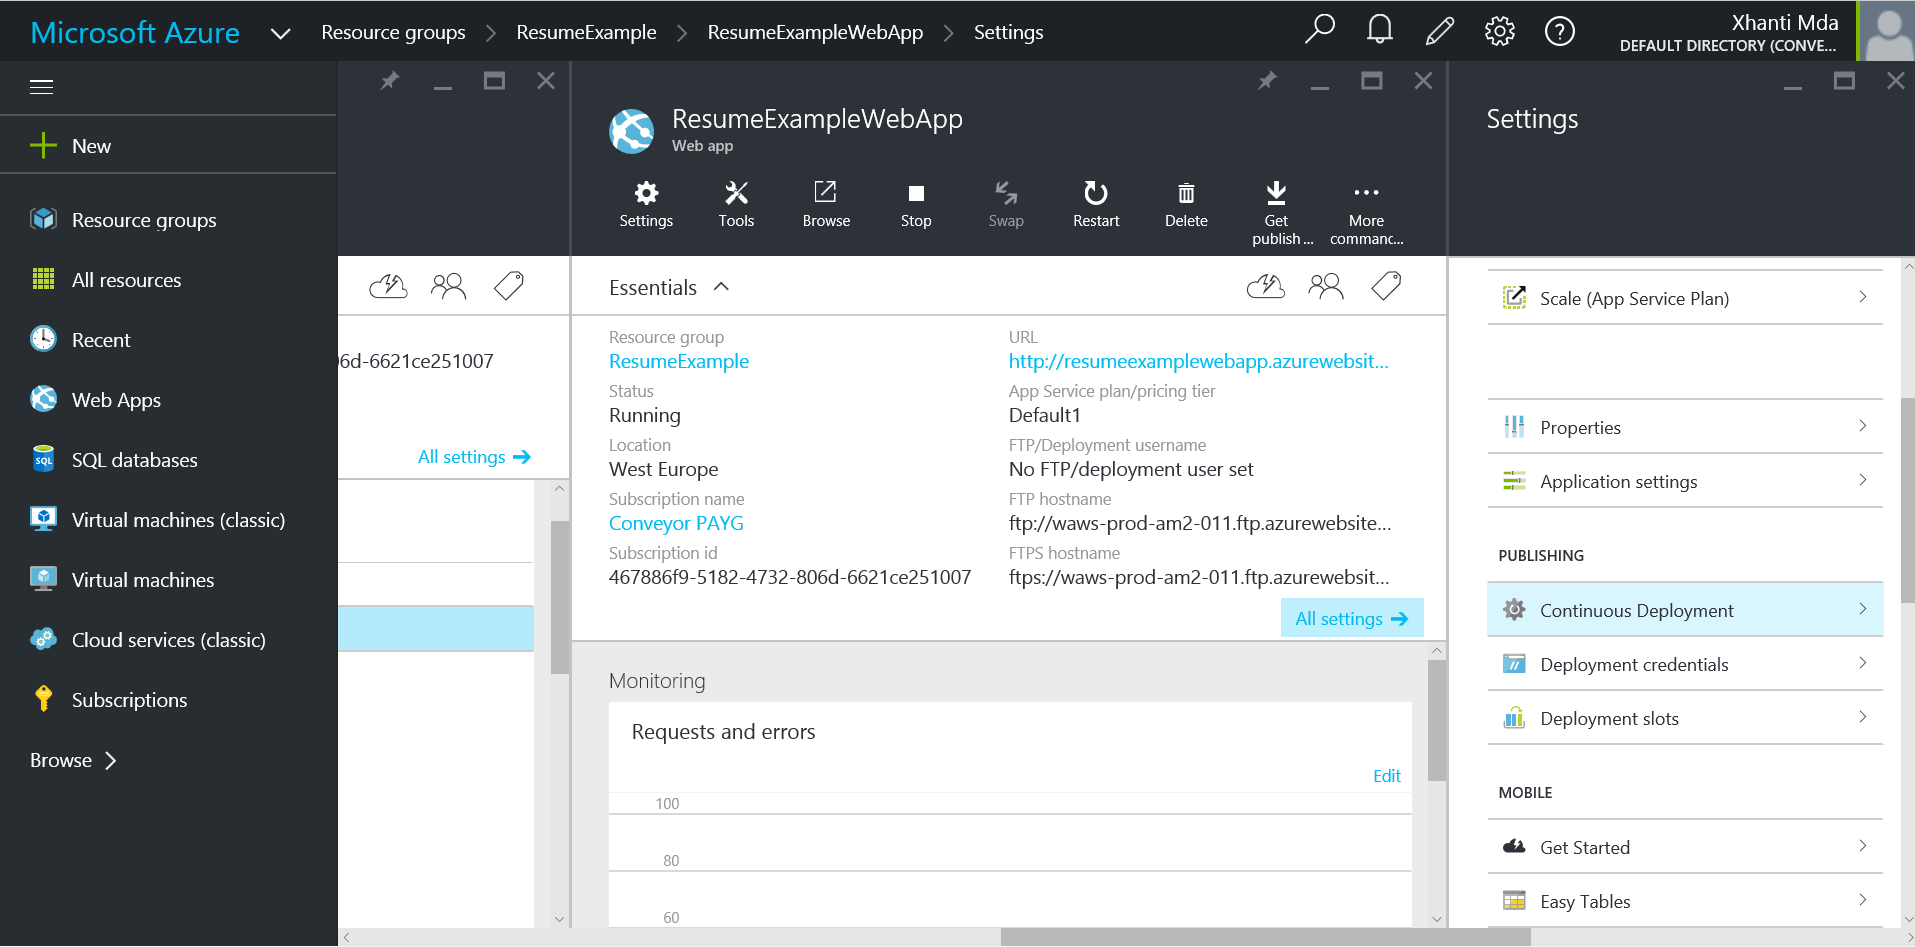 Microsoft Azure
Resource groups
ResumeExample
ResumeExampleWebApp
Settings
Xhanti Mda
DEFAULT DIRECTORY (CONVE...
New
Resource groups
All resources
Recent
Web Apps
SQL
SQL databases
Virtual machines (classic)
Virtual machines
Cloud services (classic)
Subscriptions
Browse
06d-6621ce251007
All settings
ResumeExampleWebApp
Web app
Settings
Tools
Browse
Stop
Swap
Restart
Delete
Get
publish ...
More
commanc...
Essentials
Resource group
ResumeExample
Status
Running
Location
West Europe
Subscription name
Conveyor PAYG
Subscription id
467886f9-5182-4732-806d-6621ce251007
URL
http://resumeexamplewebapp.azurewebsit...
App Service plan/pricing tier
Default1
FTP/Deployment username
No FTP/deployment user set
FTP hostname
ftp://waws-prod-am2-011.ftp.azurewebsite...
FTPS hostname
ftps://waws-prod-am2-011.ftp.azurewebsit...
All settings
Monitoring
Requests and errors
Edit
100
80
60
Settings
Scale (App Service Plan)
Properties
Application settings
PUBLISHING
Continuous Deployment
Deployment credentials
Deployment slots
MOBILE
Get Started
Easy Tables